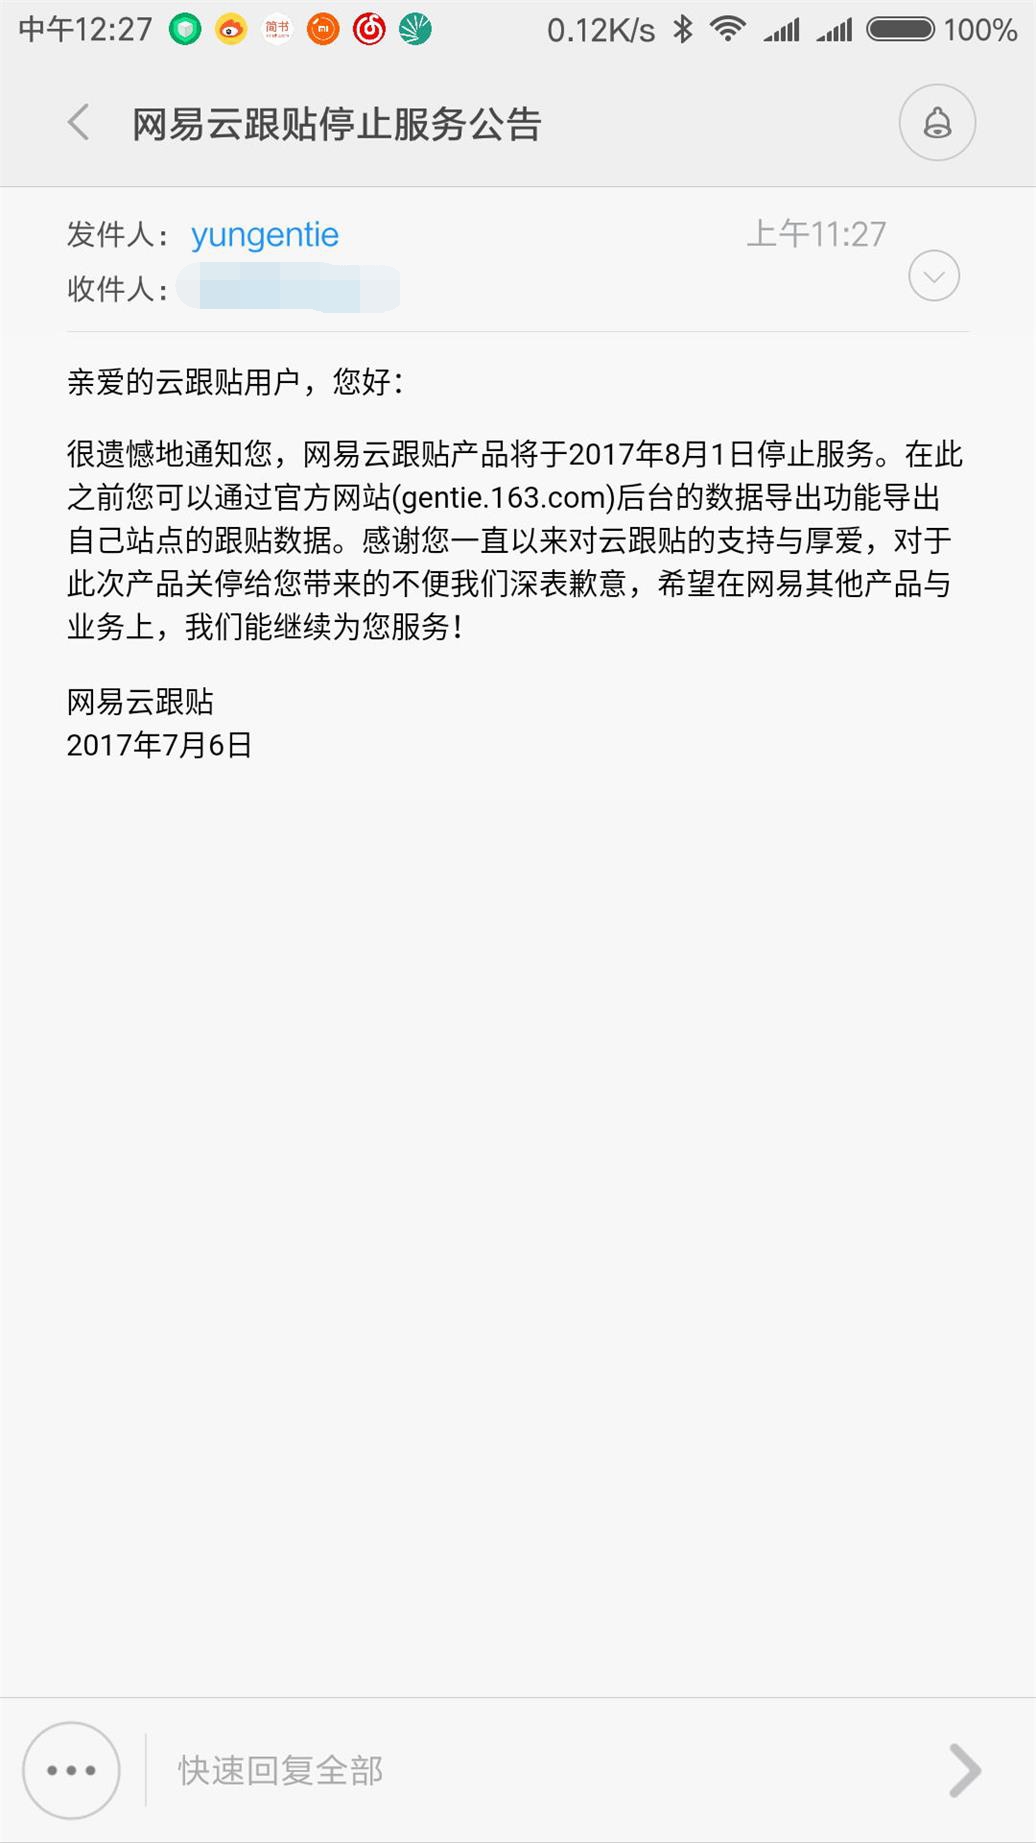 中午12:27
简书
0.12K/s
100%
网易云跟贴停止服务公告
发件人：yungentie
上午11:27
收件人：
亲爱的云跟贴用户，您好：
很遗憾地通知您，网易云跟贴产品将于2017年8月1日停止服务。在此
之前您可以通过官方网站(gentie.163.com)后台的数据导出功能导出
自己站点的跟贴数据。感谢您一直以来对云跟贴的支持与厚爱，对于
此次产品关停给您带来的不便我们深表歉意，希望在网易其他产品与
业务上，我们能继续为您服务！
网易云跟贴
2017年7月6日
快速回复全部